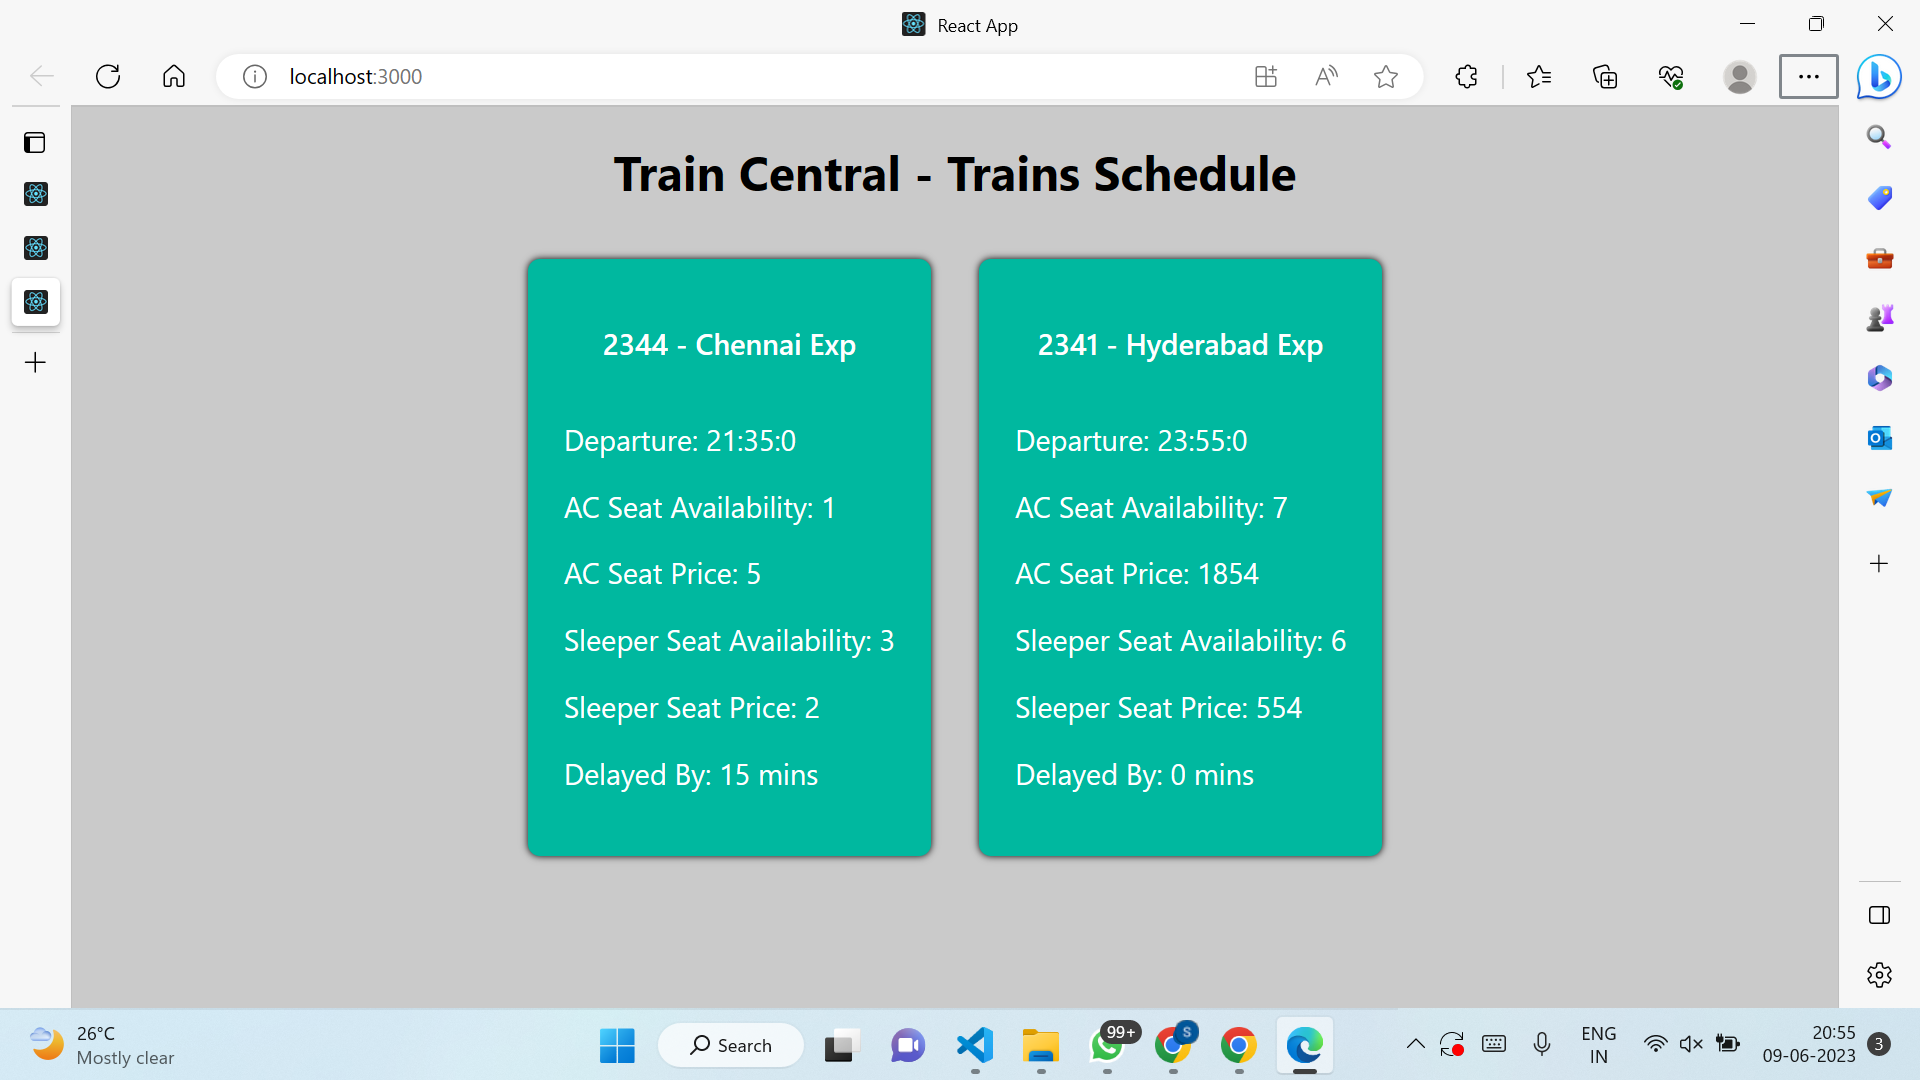 React App
localhost:3000
Train Central - Trains Schedule
2344 - Chennai Exp
Departure: 21:35:0
AC Seat Availability: 1
AC Seat Price: 5
Sleeper Seat Availability: 3
Sleeper Seat Price: 2
Delayed By: 15 mins
2341 - Hyderabad Exp
Departure: 23:55:0
AC Seat Availability: 7
AC Seat Price: 1854
Sleeper Seat Availability: 6
Sleeper Seat Price: 554
Delayed By: 0 mins
26°C
Mostly clear
Search
99+
S
ENG
IN
20:55
09-06-2023
3